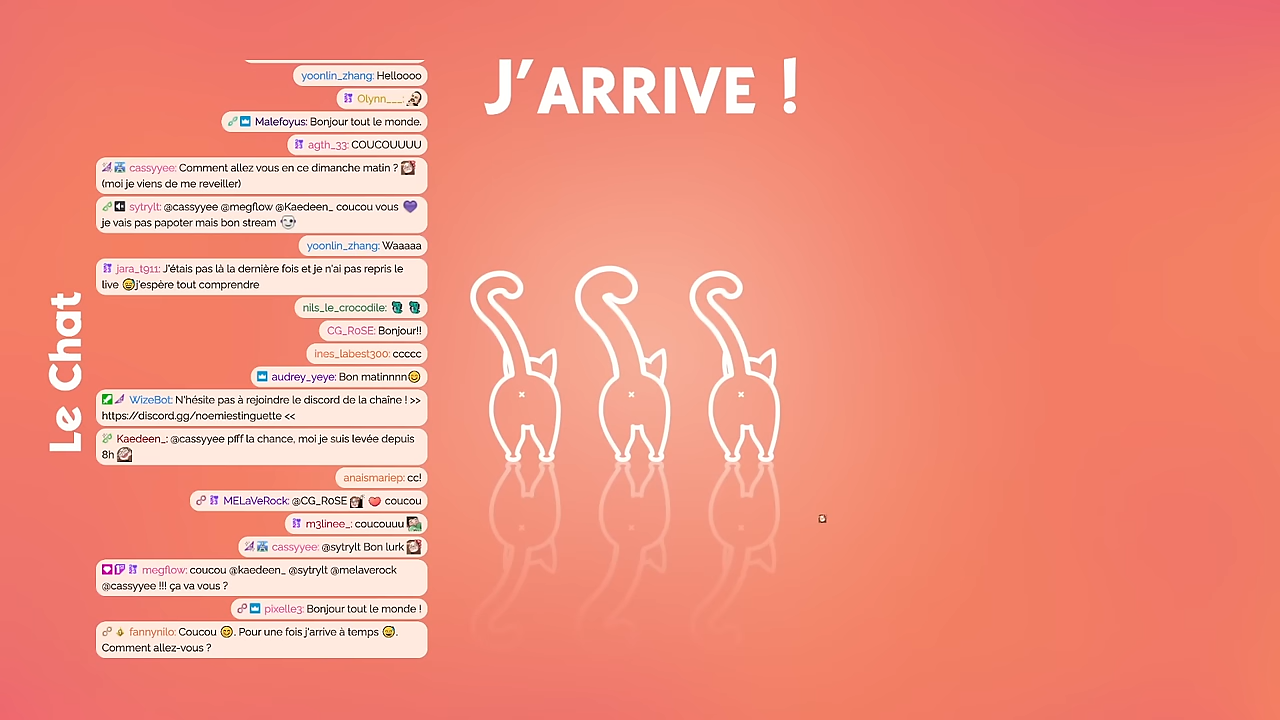 J'ARRIVE !
Le Chat
yoonlin_zhang: Helloooo
Olynn___:
Malefoyus: Bonjour tout le monde.
agth_33: COUCOUUUU
cassyyee: Comment allez vous en ce dimanche matin ?
(moi je viens de me reveiller)
sytrylt: @cassyyee @megflow @Kaedeen_ coucou vous 💜
je vais pas papoter mais bon stream
yoonlin_zhang: Waaaaa
jara_t911: J'étais pas là la dernière fois et je n'ai pas repris le
live 😅j'espère tout comprendre
nils_le_crocodile:
CG_R0SE: Bonjour!!
ines_labest300: ccccc
audrey_yeye: Bon matinnnn😄
WizeBot: N'hésite pas à rejoindre le discord de la chaîne ! >>
https://discord.gg/noemiestinguette <<
Kaedeen_: @cassyyee pfff la chance, moi je suis levée depuis
8h
anaismariep: cc!
MELaVeRock: @CG_R0SE ❤️ coucou
m3linee_: coucouuu
cassyyee: @sytrylt Bon lurk
megflow: coucou @kaedeen_ @sytrylt @melaverock
@cassyyee !!! ça va vous ?
pixelle3: Bonjour tout le monde !
fannynilo: Coucou 😊. Pour une fois j'arrive à temps 😅.
Comment allez-vous ?